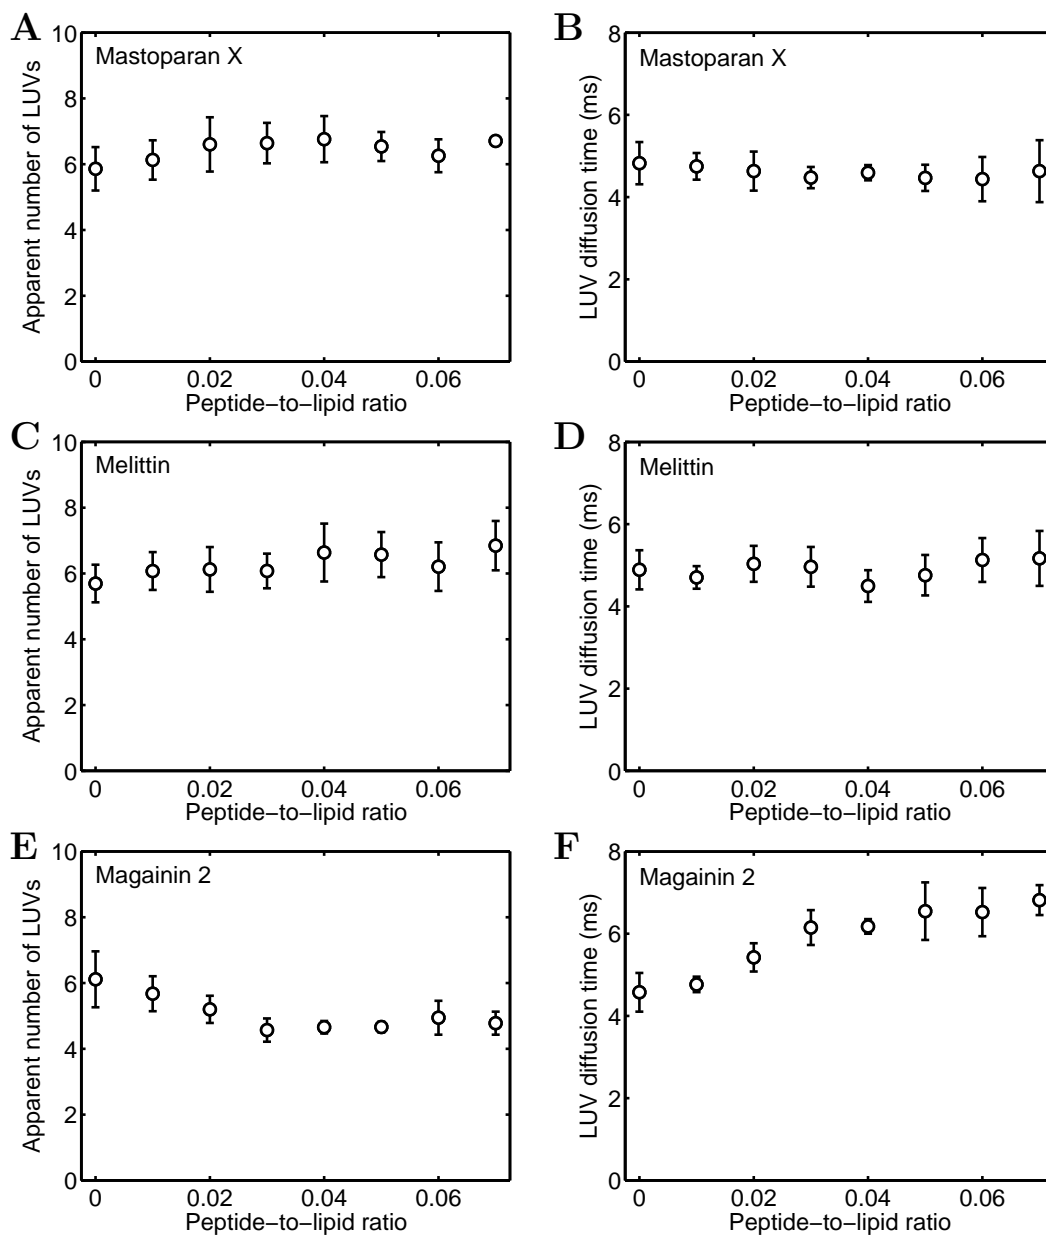 A
Apparent number of LUVs
10
8
6
4
2
0
Mastoparan X
0 0.02 0.04 0.06
Peptide−to−lipid ratio
B
LUV diffusion time (ms)
8
6
4
2
0
Mastoparan X
0 0.02 0.04 0.06
Peptide−to−lipid ratio
C
Apparent number of LUVs
10
8
6
4
2
0
Melittin
0 0.02 0.04 0.06
Peptide−to−lipid ratio
D
LUV diffusion time (ms)
8
6
4
2
0
Melittin
0 0.02 0.04 0.06
Peptide−to−lipid ratio
E
Apparent number of LUVs
10
8
6
4
2
0
Magainin 2
0 0.02 0.04 0.06
Peptide−to−lipid ratio
F
LUV diffusion time (ms)
8
6
4
2
0
Magainin 2
0 0.02 0.04 0.06
Peptide−to−lipid ratio